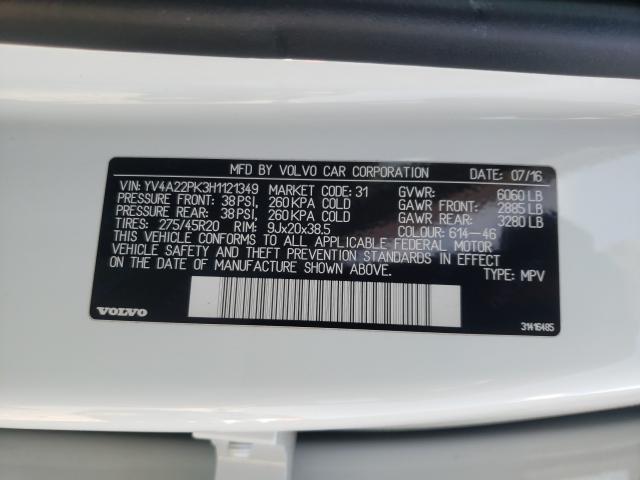 MFD BY VOLVO CAR CORPORATION DATE: 07/16
VIN: YV4A22PK3H1121349 MARKET CODE: 31 GVWR: 6060 LB
PRESSURE FRONT: 38 PSI, 260 KPA COLD GAWR FRONT: 2885 LB
PRESSURE REAR: 38 PSI, 260 KPA COLD GAWR REAR: 3280 LB
TIRES: 275/45R20 RIM: 9Jx20x38.5 COLOUR: 614-46
THIS VEHICLE CONFORMS TO ALL APPLICABLE FEDERAL MOTOR
VEHICLE SAFETY AND THEFT PREVENTION STANDARDS IN EFFECT
ON THE DATE OF MANUFACTURE SHOWN ABOVE.
TYPE: MPV
VOLVO 31416485